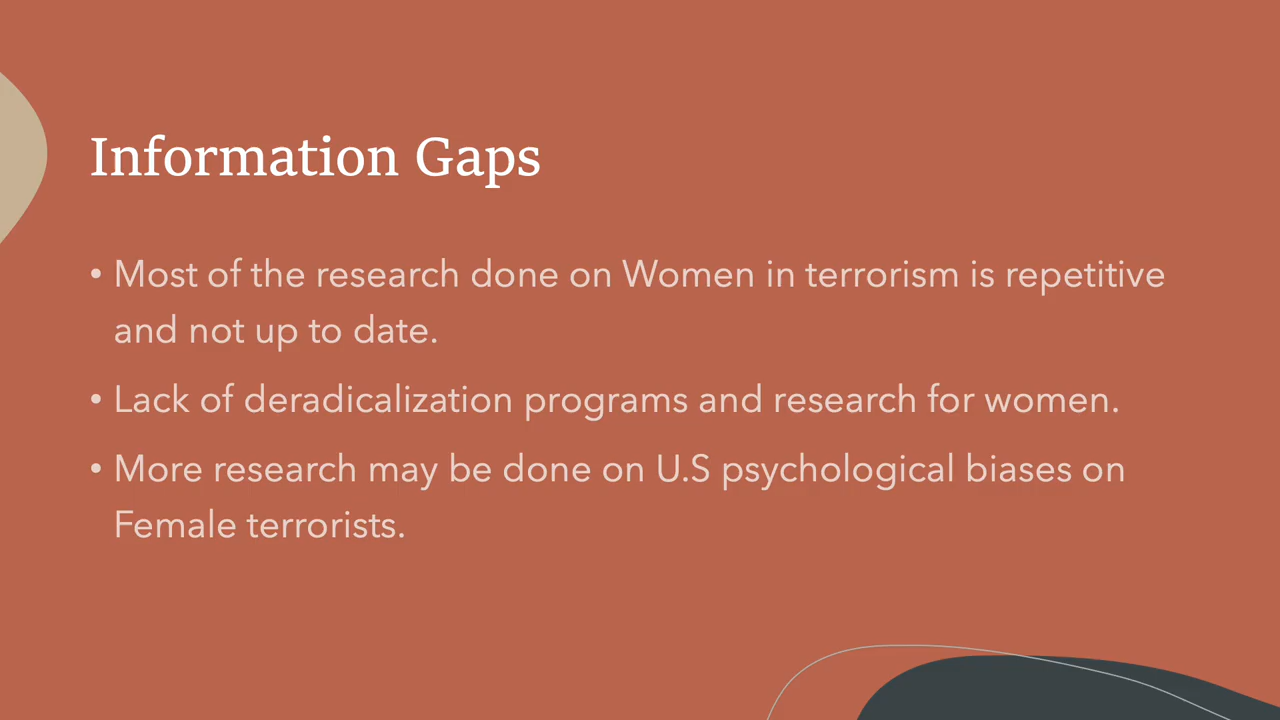 Information Gaps
• Most of the research done on Women in terrorism is repetitive
and not up to date.
• Lack of deradicalization programs and research for women.
• More research may be done on U.S psychological biases on
Female terrorists.